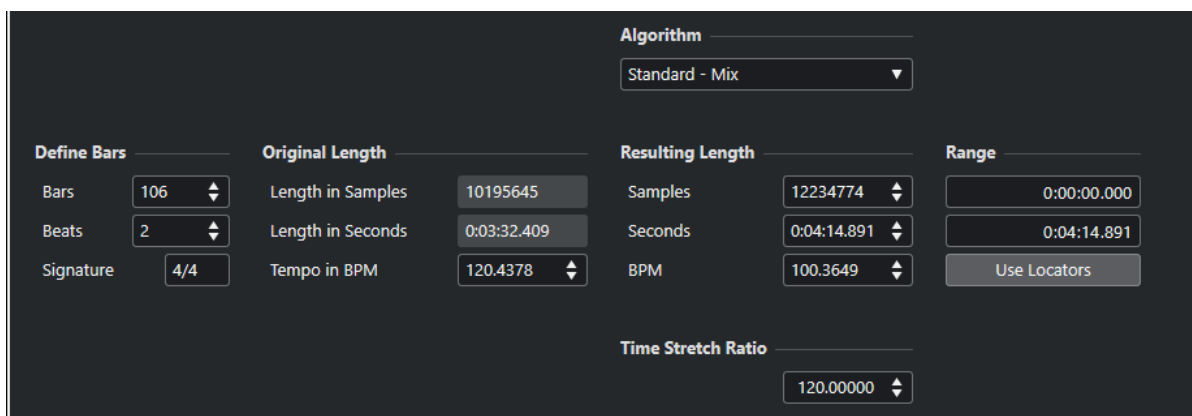 Algorithm
Standard - Mix
Define Bars Original Length Resulting Length Range
Bars 106 Length in Samples 10195645 Samples 12234774 0:00:00.000
Beats 2 Length in Seconds 0:03:32.409 Seconds 0:04:14.891 0:04:14.891
Signature 4/4 Tempo in BPM 120.4378 BPM 100.3649 Use Locators
Time Stretch Ratio
120.00000